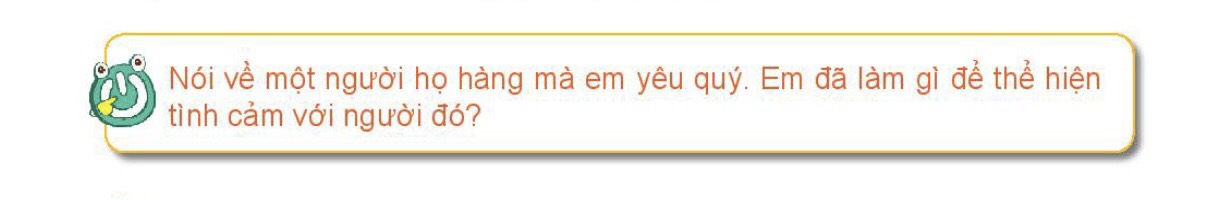 Nói về một người họ hàng mà em yêu quý. Em đã làm gì để thể hiện
tình cảm với người đó?